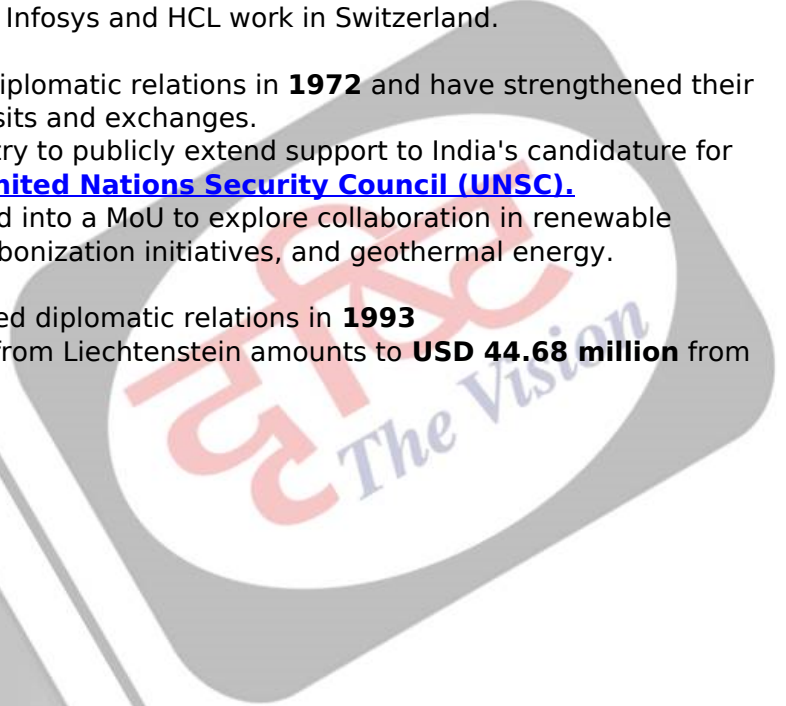 Infosys and HCL work in Switzerland.
iplomatic relations in 1972 and have strengthened their
sits and exchanges.
try to publicly extend support to India's candidature for
nited Nations Security Council (UNSC).
d into a MoU to explore collaboration in renewable
bonization initiatives, and geothermal energy.
ed diplomatic relations in 1993
from Liechtenstein amounts to USD 44.68 million from
दृष्टि
The Vision